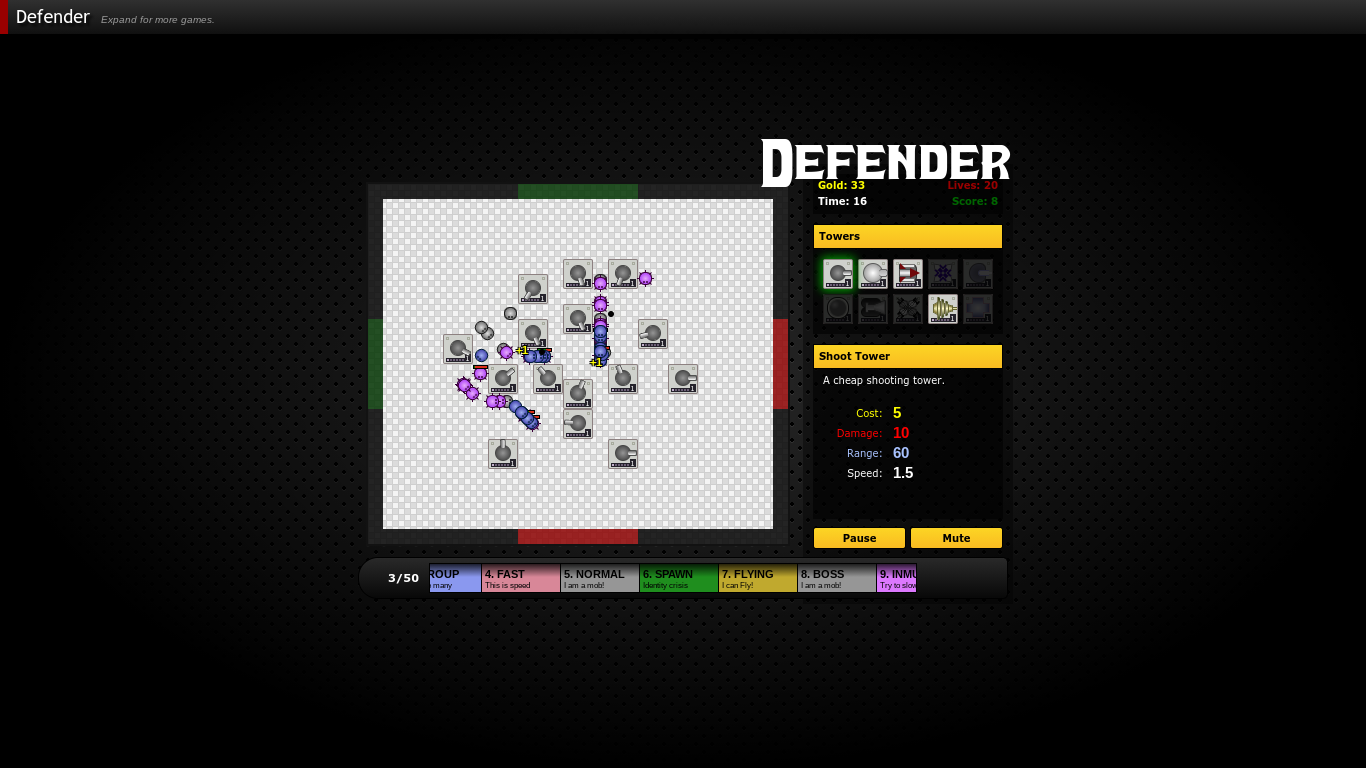 Defender Expand for more games.
DEFENDER
Gold: 33 Lives: 20
Time: 16 Score: 8
Towers
Shoot Tower
A cheap shooting tower.
Cost: 5
Damage: 10
Range: 60
Speed: 1.5
+1
+1
Pause Mute
3/50
ROUP
many
4. FAST
This is speed
5. NORMAL
I am a mob!
6. SPAWN
Identity crisis
7. FLYING
I can Fly!
8. BOSS
I am a mob!
9. INMU
Try to slow